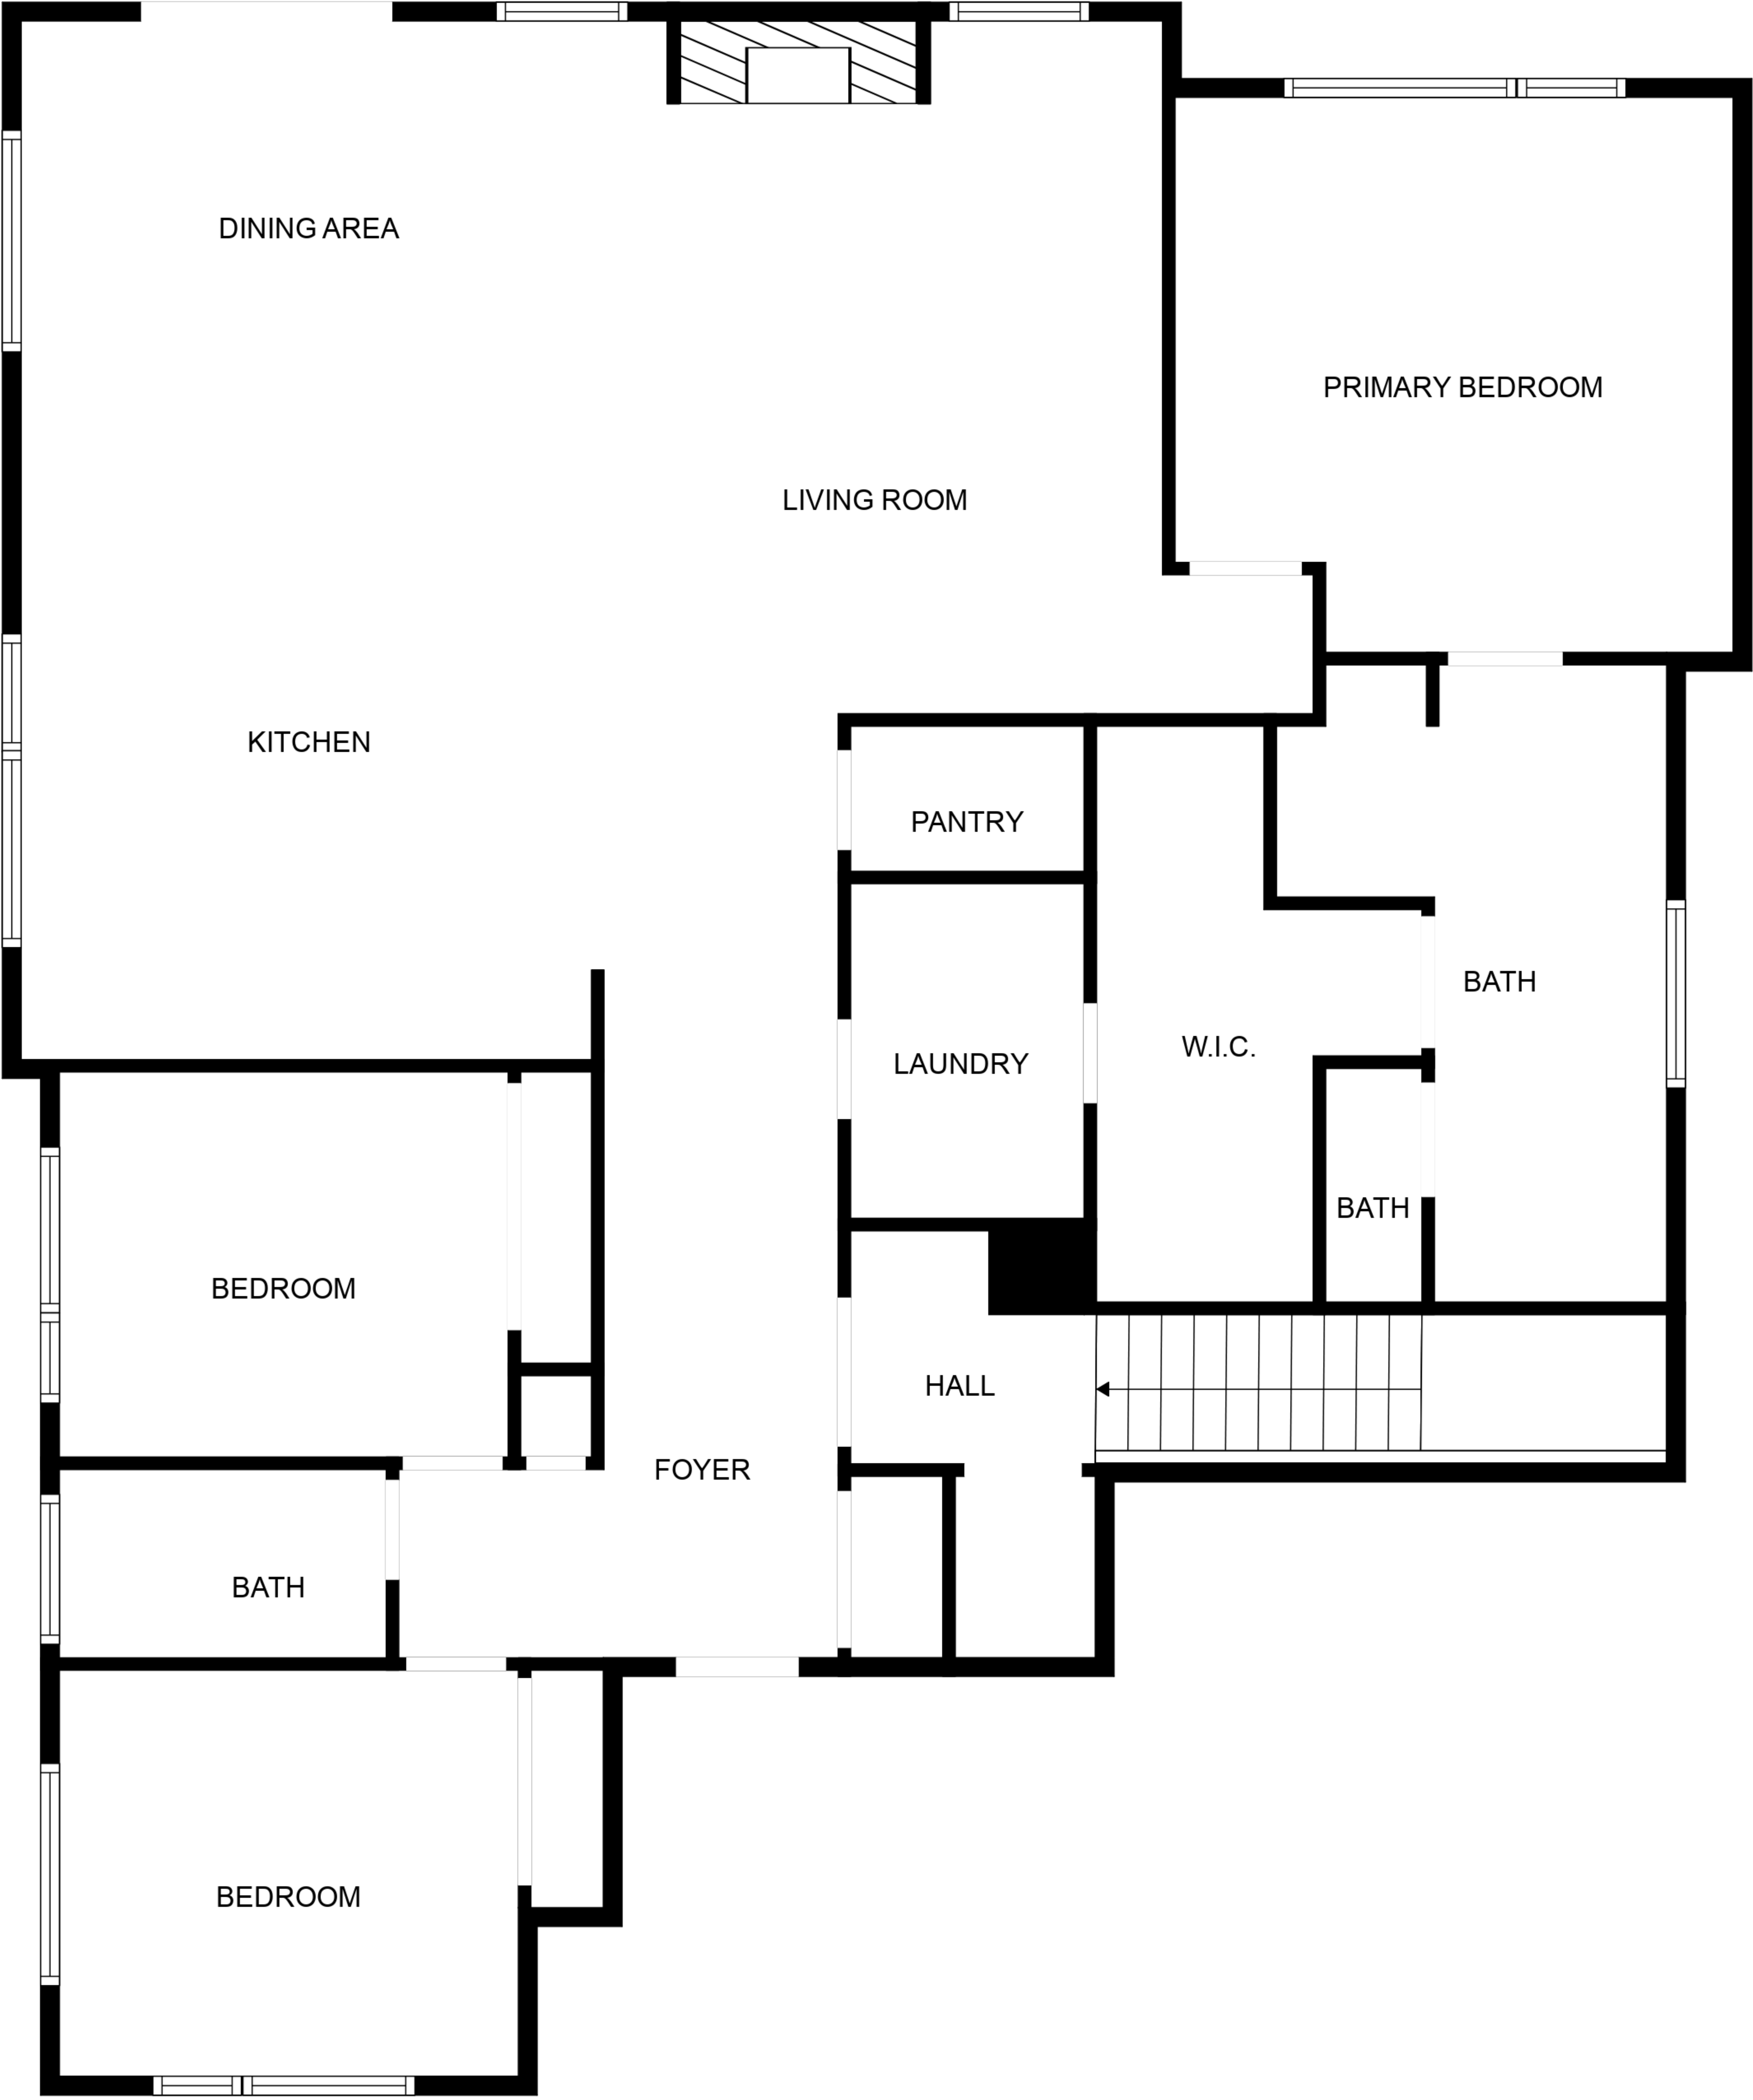 DINING AREA
PRIMARY BEDROOM
LIVING ROOM
KITCHEN
PANTRY
BATH
W.I.C.
LAUNDRY
BATH
BEDROOM
HALL
FOYER
BATH
BEDROOM